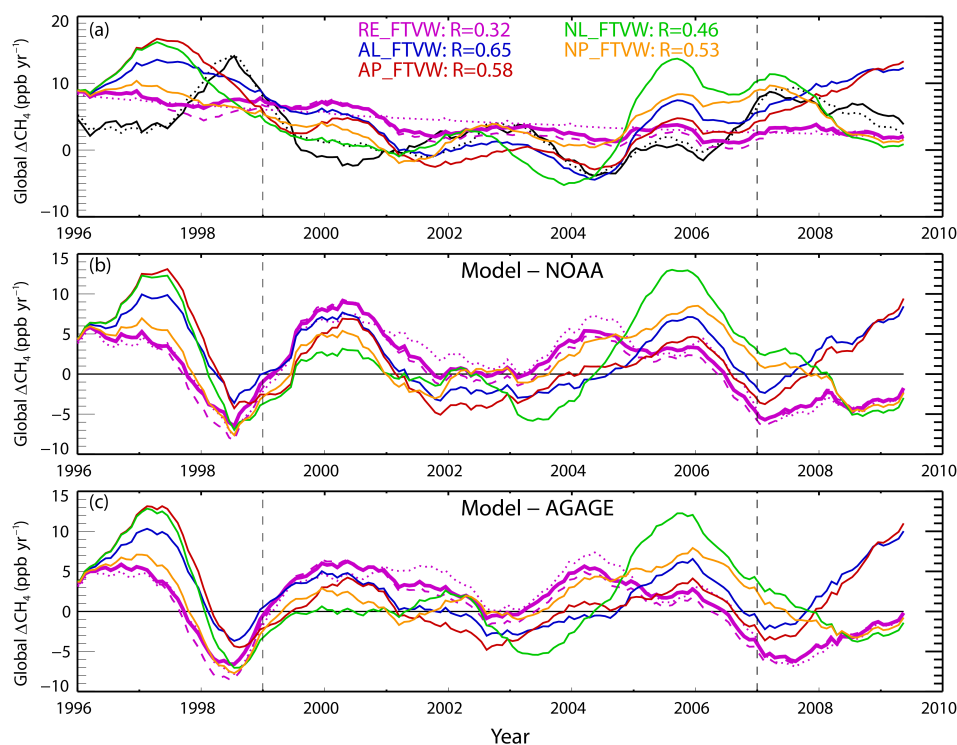 (a)
RE_FTVW: R=0.32
NL_FTVW: R=0.46
AL_FTVW: R=0.65
NP_FTVW: R=0.53
AP_FTVW: R=0.58
Global ΔCH₄ (ppb yr⁻¹)
20
10
0
−10
1996 1998 2000 2002 2004 2006 2008 2010
(b)
Model – NOAA
Global ΔCH₄ (ppb yr⁻¹)
15
10
5
0
−5
−10
1996 1998 2000 2002 2004 2006 2008 2010
(c)
Model – AGAGE
Global ΔCH₄ (ppb yr⁻¹)
15
10
5
0
−5
−10
1996 1998 2000 2002 2004 2006 2008 2010
Year